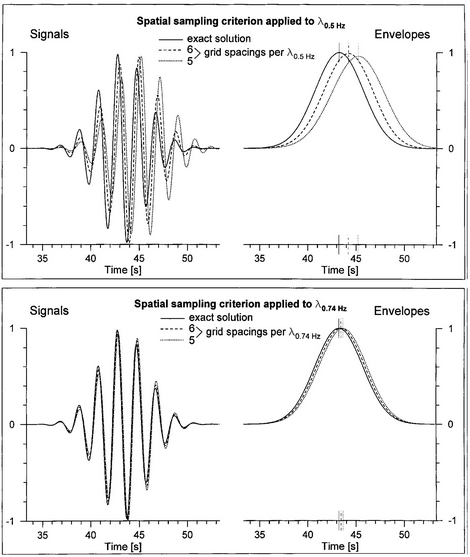 Spatial sampling criterion applied to λ0.5 Hz
Signals
Envelopes
exact solution
6
5
grid spacings per λ0.5 Hz
1
0
-1
1
0
-1
35 40 45 50
35 40 45 50
Time [s]
Time [s]
Spatial sampling criterion applied to λ0.74 Hz
Signals
Envelopes
exact solution
6
5
grid spacings per λ0.74 Hz
1
0
-1
1
0
-1
35 40 45 50
35 40 45 50
Time [s]
Time [s]